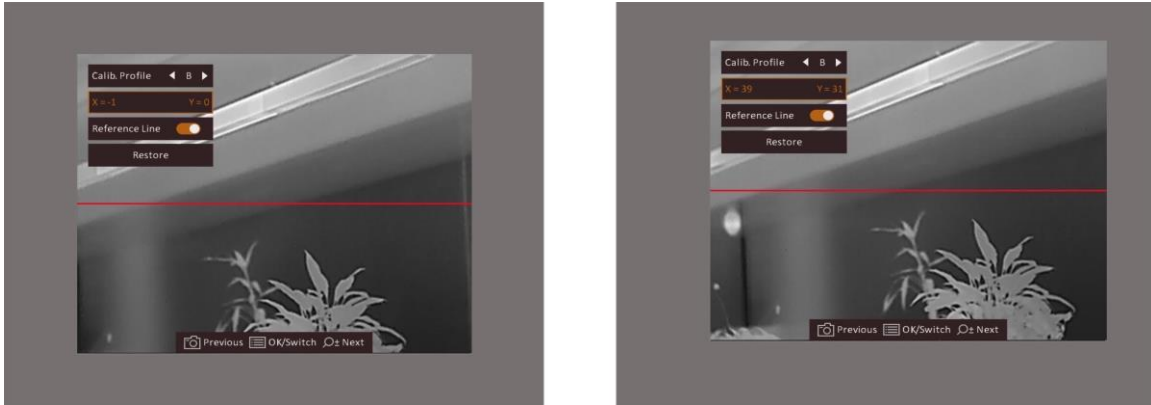 Calib. Profile B
X = -1 Y = 0
Reference Line
Restore
Previous OK/Switch ± Next
Calib. Profile B
X = 39 Y = 31
Reference Line
Restore
Previous OK/Switch ± Next